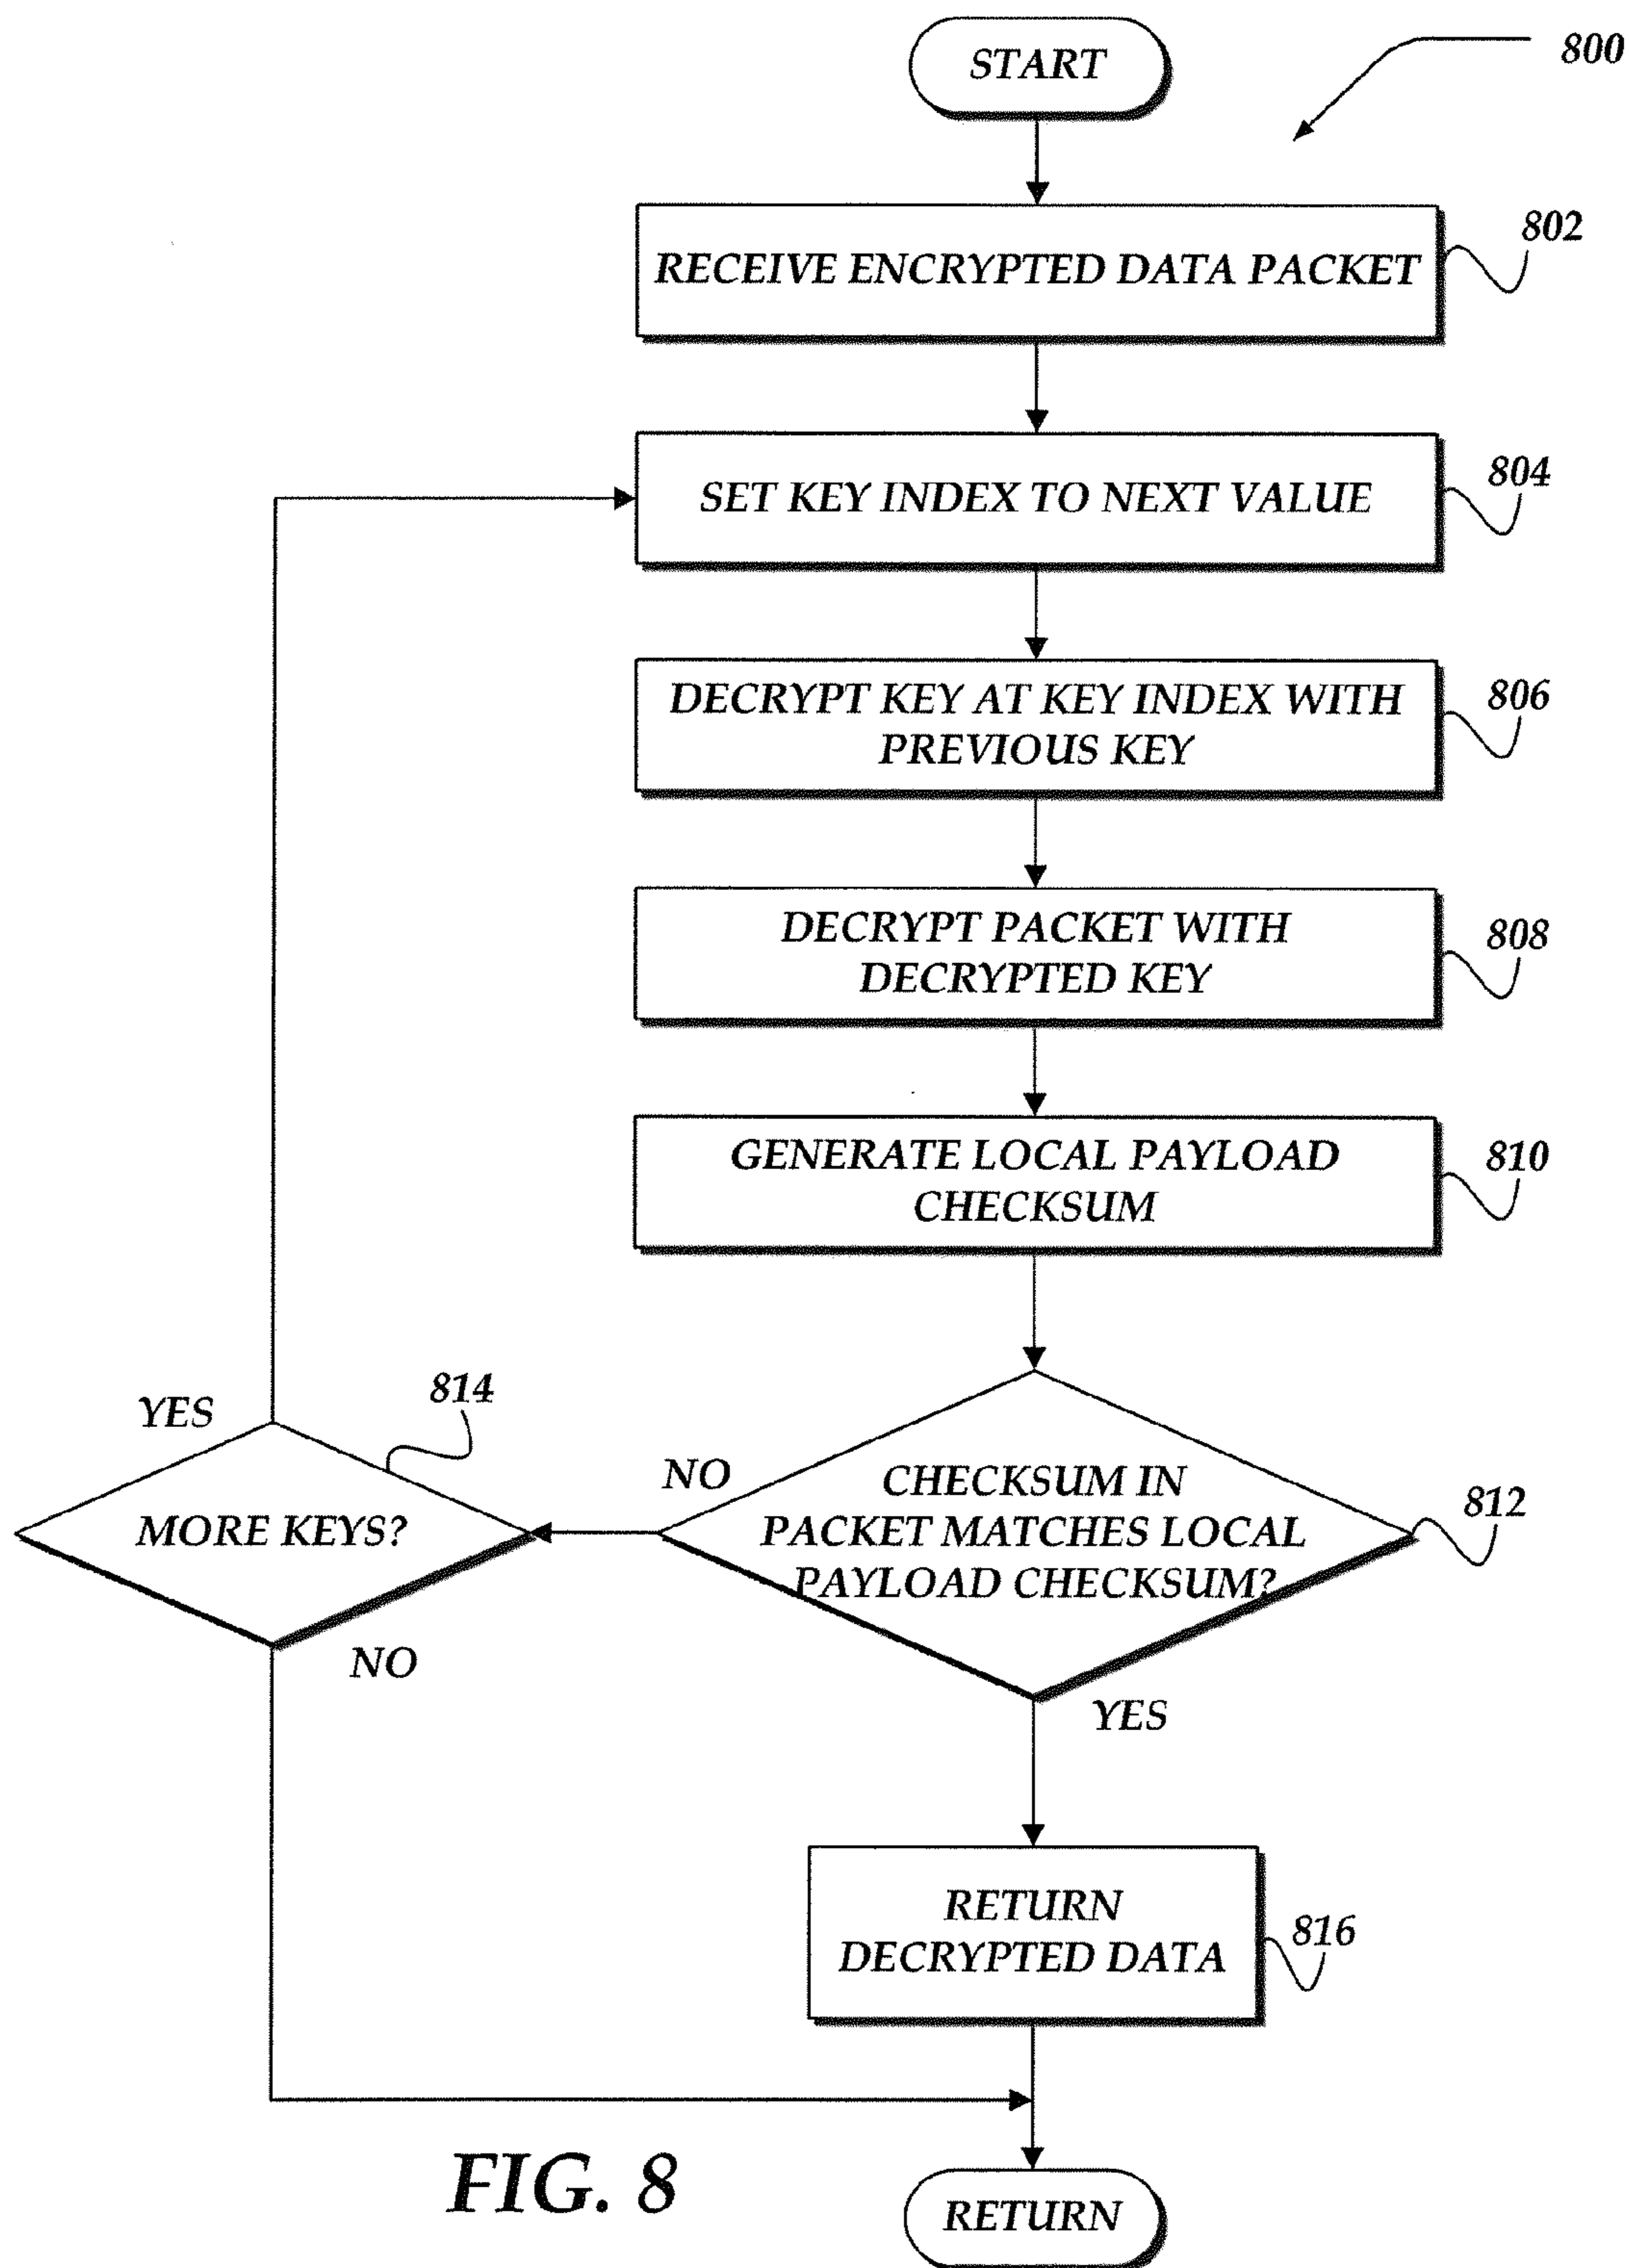 START
800
RECEIVE ENCRYPTED DATA PACKET
802
SET KEY INDEX TO NEXT VALUE
804
DECRYPT KEY AT KEY INDEX WITH
PREVIOUS KEY
806
DECRYPT PACKET WITH
DECRYPTED KEY
808
GENERATE LOCAL PAYLOAD
CHECKSUM
810
YES
814
MORE KEYS?
NO
NO
CHECKSUM IN
PACKET MATCHES LOCAL
PAYLOAD CHECKSUM?
812
YES
RETURN
DECRYPTED DATA
816
FIG. 8
RETURN